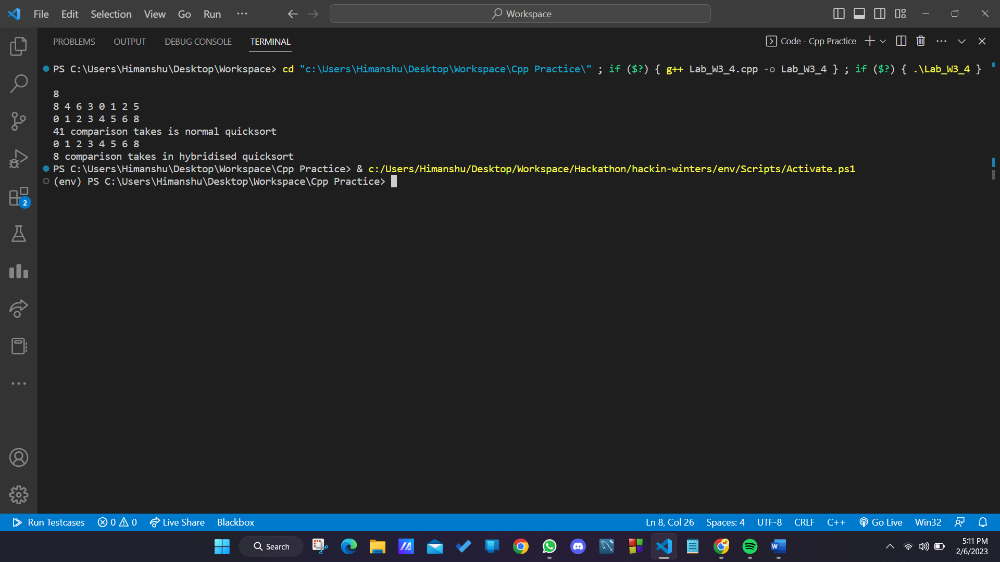 File Edit Selection View Go Run ··· Workspace
PROBLEMS OUTPUT DEBUG CONSOLE TERMINAL Code - Cpp Practice
PS C:\Users\Himanshu\Desktop\Workspace> cd "c:\Users\Himanshu\Desktop\Workspace\Cpp Practice\" ; if ($?) { g++ Lab_W3_4.cpp -o Lab_W3_4 } ; if ($?) { .\Lab_W3_4 }
8
8 4 6 3 0 1 2 5
0 1 2 3 4 5 6 8
41 comparison takes is normal quicksort
0 1 2 3 4 5 6 8
8 comparison takes in hybridised quicksort
PS C:\Users\Himanshu\Desktop\Workspace\Cpp Practice> & c:/Users/Himanshu/Desktop/Workspace/Hackathon/hackin-winters/env/Scripts/Activate.ps1
(env) PS C:\Users\Himanshu\Desktop\Workspace\Cpp Practice>
2
Run Testcases 0 0 Live Share Blackbox Ln 8, Col 26 Spaces: 4 UTF-8 CRLF C++ Go Live Win32
Search
5:11 PM
2/6/2023